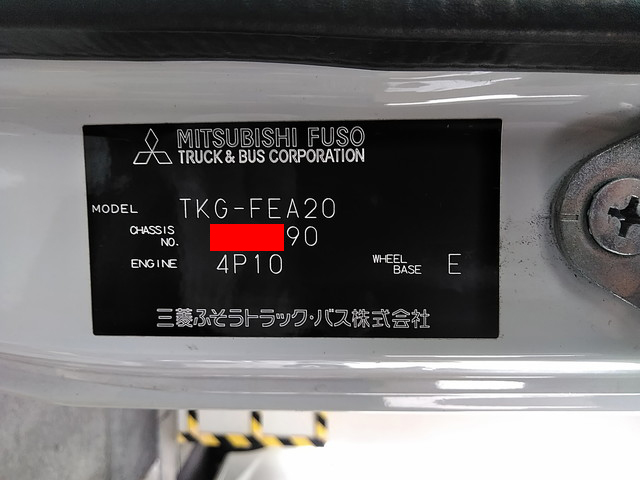 MITSUBISHI FUSO
TRUCK & BUS CORPORATION
MODEL TKG-FEA20
CHASSIS NO. 90
ENGINE 4P10 WHEEL BASE E
三菱ふそうトラック・バス株式会社